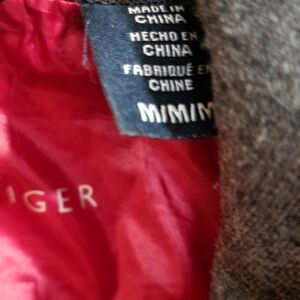 MADE IN
CHINA
HECHO EN
CHINA
FABRIQUÉ EN
CHINE
M/M/M
IGER